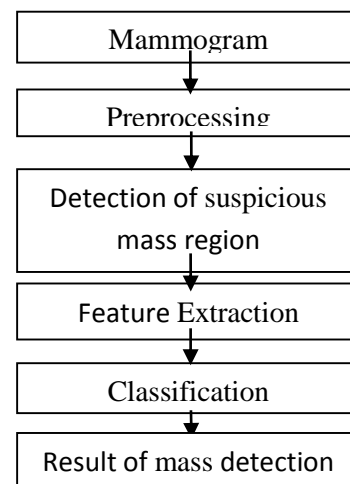 Mammogram
Preprocessing
Detection of suspicious
mass region
Feature Extraction
Classification
Result of mass detection